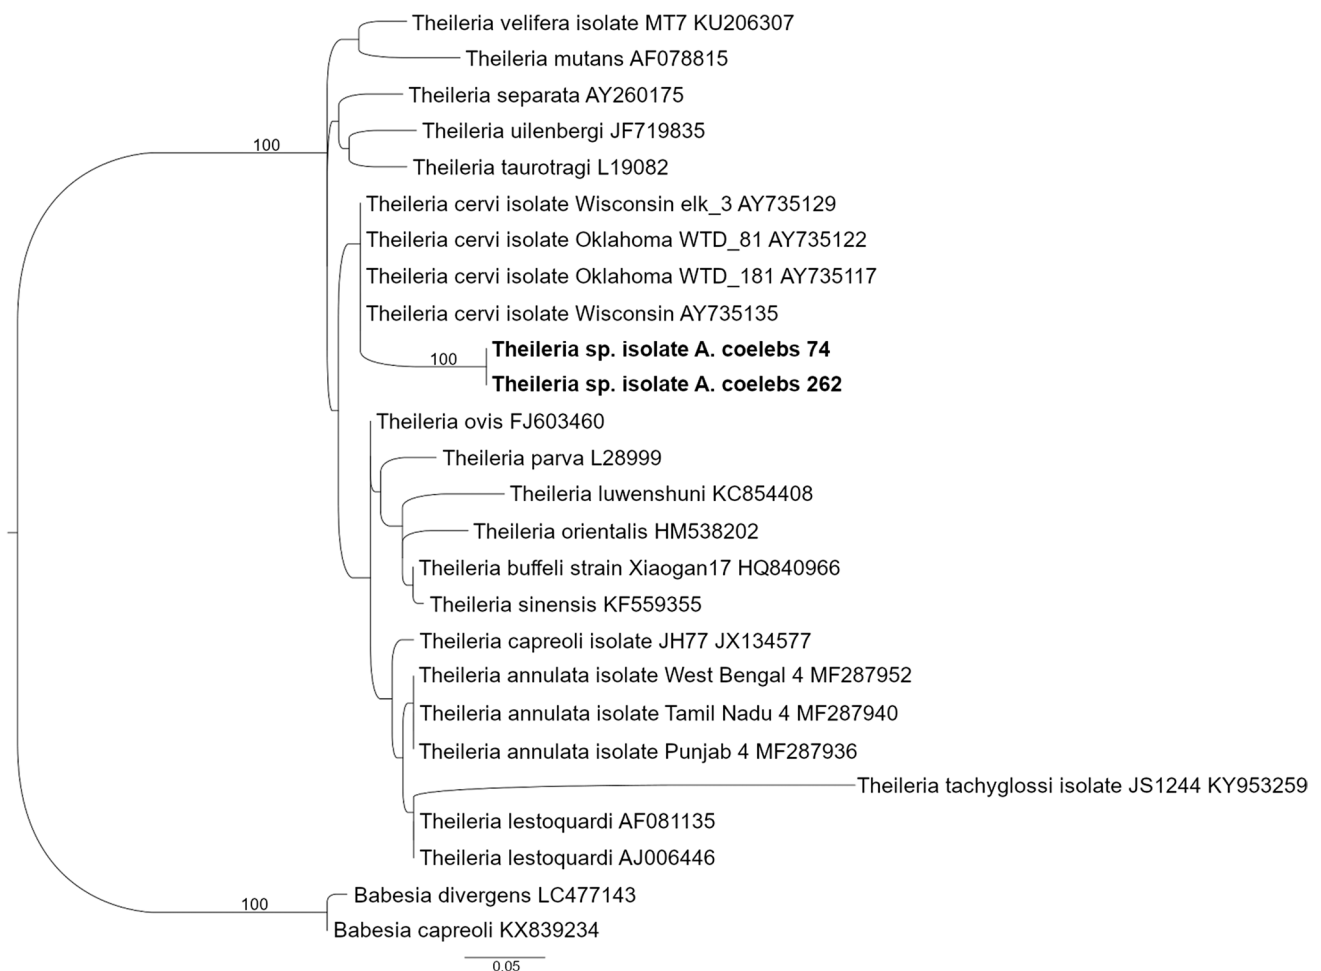 Theileria velifera isolate MT7 KU206307
Theileria mutans AF078815
Theileria separata AY260175
Theileria uilenbergi JF719835
100
Theileria taurotragi L19082
Theileria cervi isolate Wisconsin elk_3 AY735129
Theileria cervi isolate Oklahoma WTD_81 AY735122
Theileria cervi isolate Oklahoma WTD_181 AY735117
Theileria cervi isolate Wisconsin AY735135
Theileria sp. isolate A. coelebs 74
100
Theileria sp. isolate A. coelebs 262
Theileria ovis FJ603460
Theileria parva L28999
Theileria luwenshuni KC854408
Theileria orientalis HM538202
Theileria buffeli strain Xiaogan17 HQ840966
Theileria sinensis KF559355
Theileria capreoli isolate JH77 JX134577
Theileria annulata isolate West Bengal 4 MF287952
Theileria annulata isolate Tamil Nadu 4 MF287940
Theileria annulata isolate Punjab 4 MF287936
Theileria tachyglossi isolate JS1244 KY953259
Theileria lestoquardi AF081135
Theileria lestoquardi AJ006446
Babesia divergens LC477143
100
Babesia capreoli KX839234
0.05